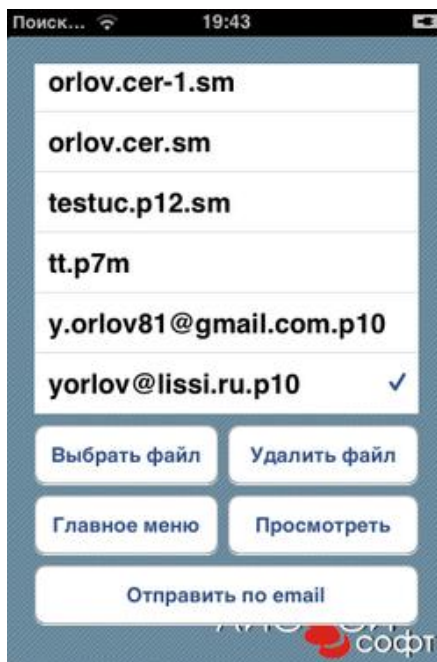 Поиск... 19:43
orlov.cer-1.sm
orlov.cer.sm
testuc.p12.sm
tt.p7m
y.orlov81@gmail.com.p10
yorlov@lissi.ru.p10
Выбрать файл Удалить файл
Главное меню Просмотреть
Отправить по email
софт